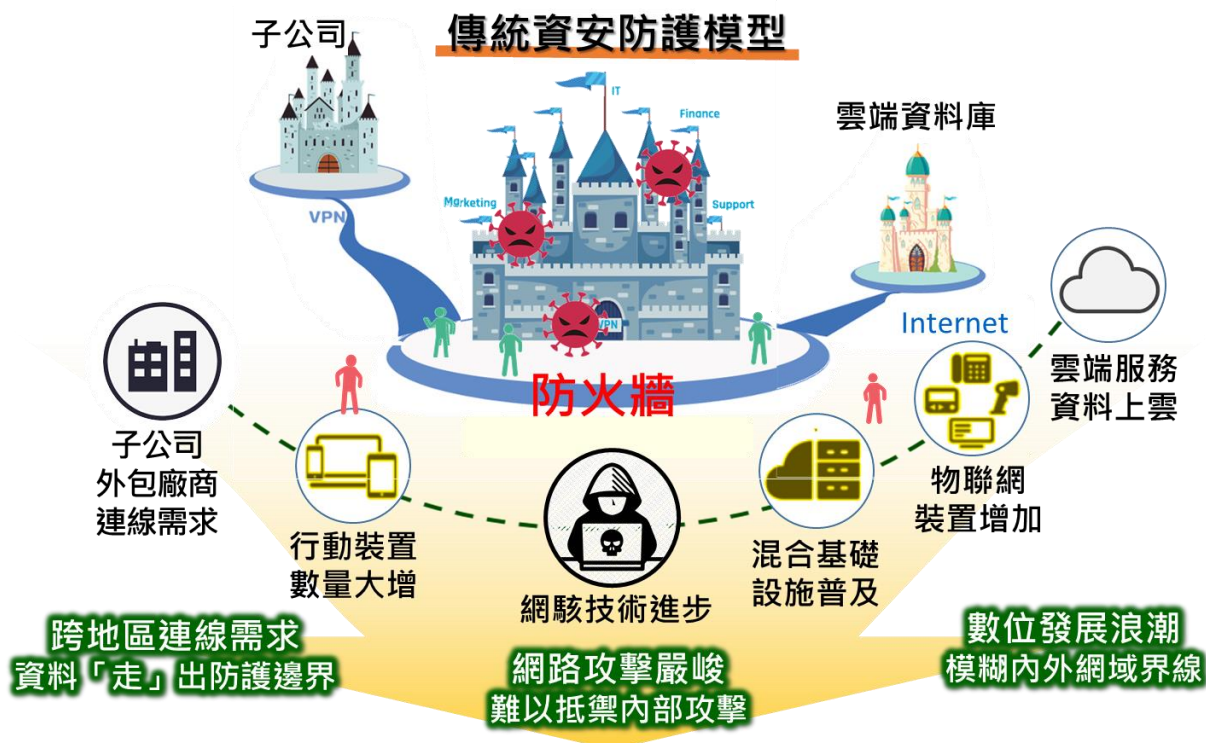 傳統資安防護模型
子公司
IT
Finance
雲端資料庫
Marketing
Support
VPN
VPN
Internet
防火牆
子公司
外包廠商
連線需求
行動裝置
數量大增
網駭技術進步
混合基礎
設施普及
物聯網
裝置增加
雲端服務
資料上雲
跨地區連線需求
資料「走」出防護邊界
網路攻擊嚴峻
難以抵禦內部攻擊
數位發展浪潮
模糊內外網域界線